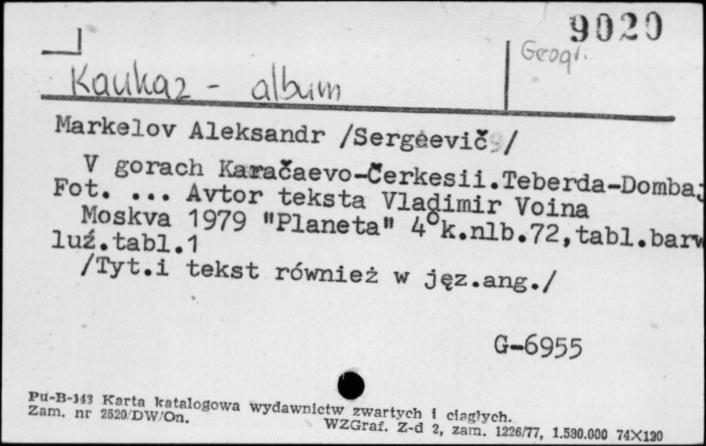 9020
Geogr.
Kaukaz - album
Markelov Aleksandr /Sergeevič/
V gorach Karačaevo-Čerkesii.Teberda-Dombaj
Fot. ... Avtor teksta Vladimir Voina
Moskva 1979 "Planeta" 4°k.nlb.72,tabl.barw
luź.tabl.1
/Tyt.i tekst również w jęz.ang./
G-6955
Pu-B-143 Karta katalogowa wydawnictw zwartych i ciągłych.
Zam. nr 2520/DW/On. WZGraf. Z-d 2, zam. 1226/77, 1.590.000 74X120